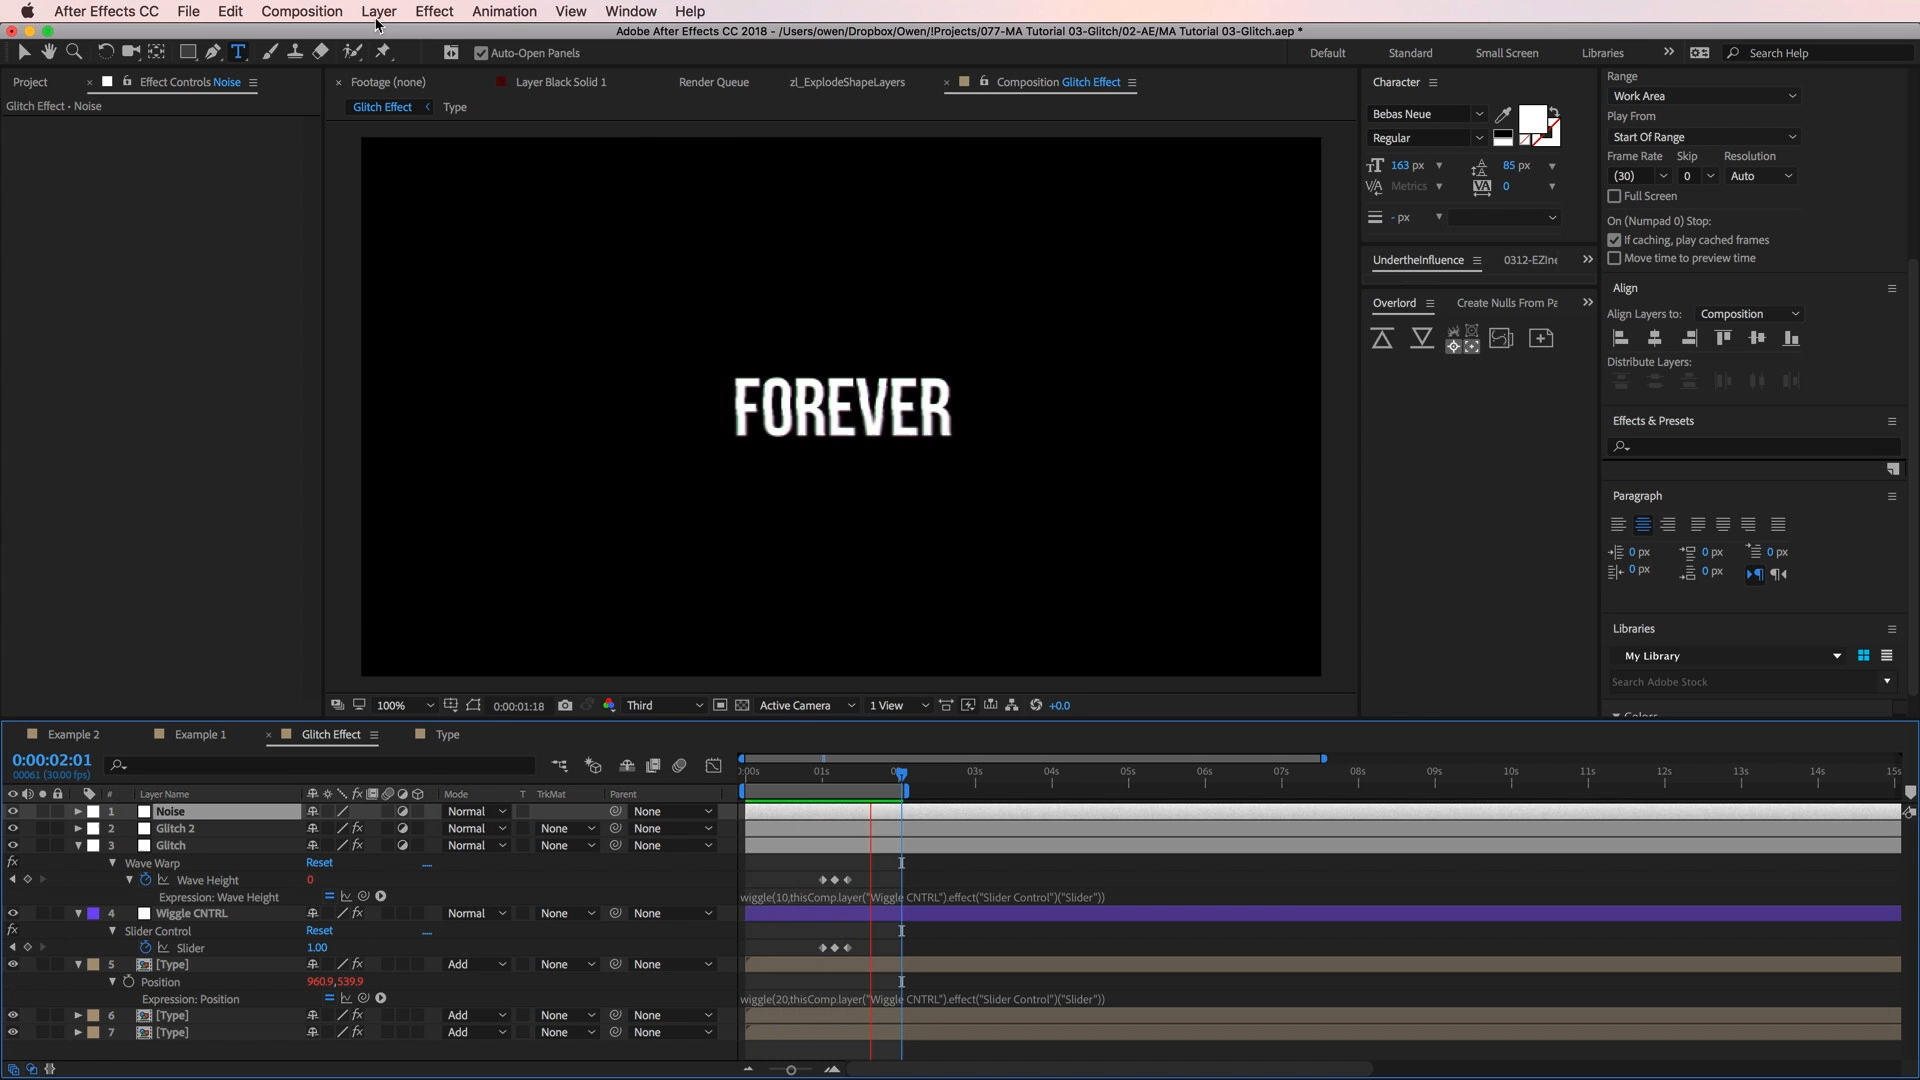 After Effects CC File Edit Composition Layer Effect Animation View Window Help
Adobe After Effects CC 2018 - /Users/owen/Dropbox/Owen/!Projects/077-MA Tutorial 03-Glitch/02-AE/MA Tutorial 03-Glitch.aep *
Auto-Open Panels Default Standard Small Screen Libraries Search Help
Project Effect Controls Noise Footage (none) Layer Black Solid 1 Render Queue zl_ExplodeShapeLayers Composition Glitch Effect
Glitch Effect • Noise
Glitch Effect Type
FOREVER
Character
Bebas Neue
Regular
163 px 85 px
Metrics 0
- px
UndertheInfluence 0312-EZIne
Overlord Create Nulls From Pa
Range
Work Area
Play From
Start Of Range
Frame Rate Skip Resolution
(30) 0 Auto
Full Screen
On (Numpad 0) Stop:
If caching, play cached frames
Move time to preview time
Align
Align Layers to: Composition
Distribute Layers:
Effects & Presets
Paragraph
0 px 0 px 0 px
0 px 0 px
Libraries
My Library
Search Adobe Stock
100% 0:00:01:18 Third Active Camera 1 View +0.0
Example 2 Example 1 Glitch Effect Type
0:00:02:01
00061 (30.00 fps)
01s 03s 04s 05s 06s 07s 08s 09s 10s 11s 12s 13s 14s 15s
# Layer Name Mode T TrkMat Parent
1 Noise Normal None
2 Glitch 2 Normal None None
3 Glitch Normal None None
Wave Warp Reset
Wave Height 0
Expression: Wave Height wiggle(10,thisComp.layer("Wiggle CNTRL").effect("Slider Control")("Slider"))
4 Wiggle CNTRL Normal None None
Slider Control Reset
Slider 1.00
5 [Type] Add None None
Position 960.9,539.9
Expression: Position wiggle(20,thisComp.layer("Wiggle CNTRL").effect("Slider Control")("Slider"))
6 [Type] Add None None
7 [Type] Add None None